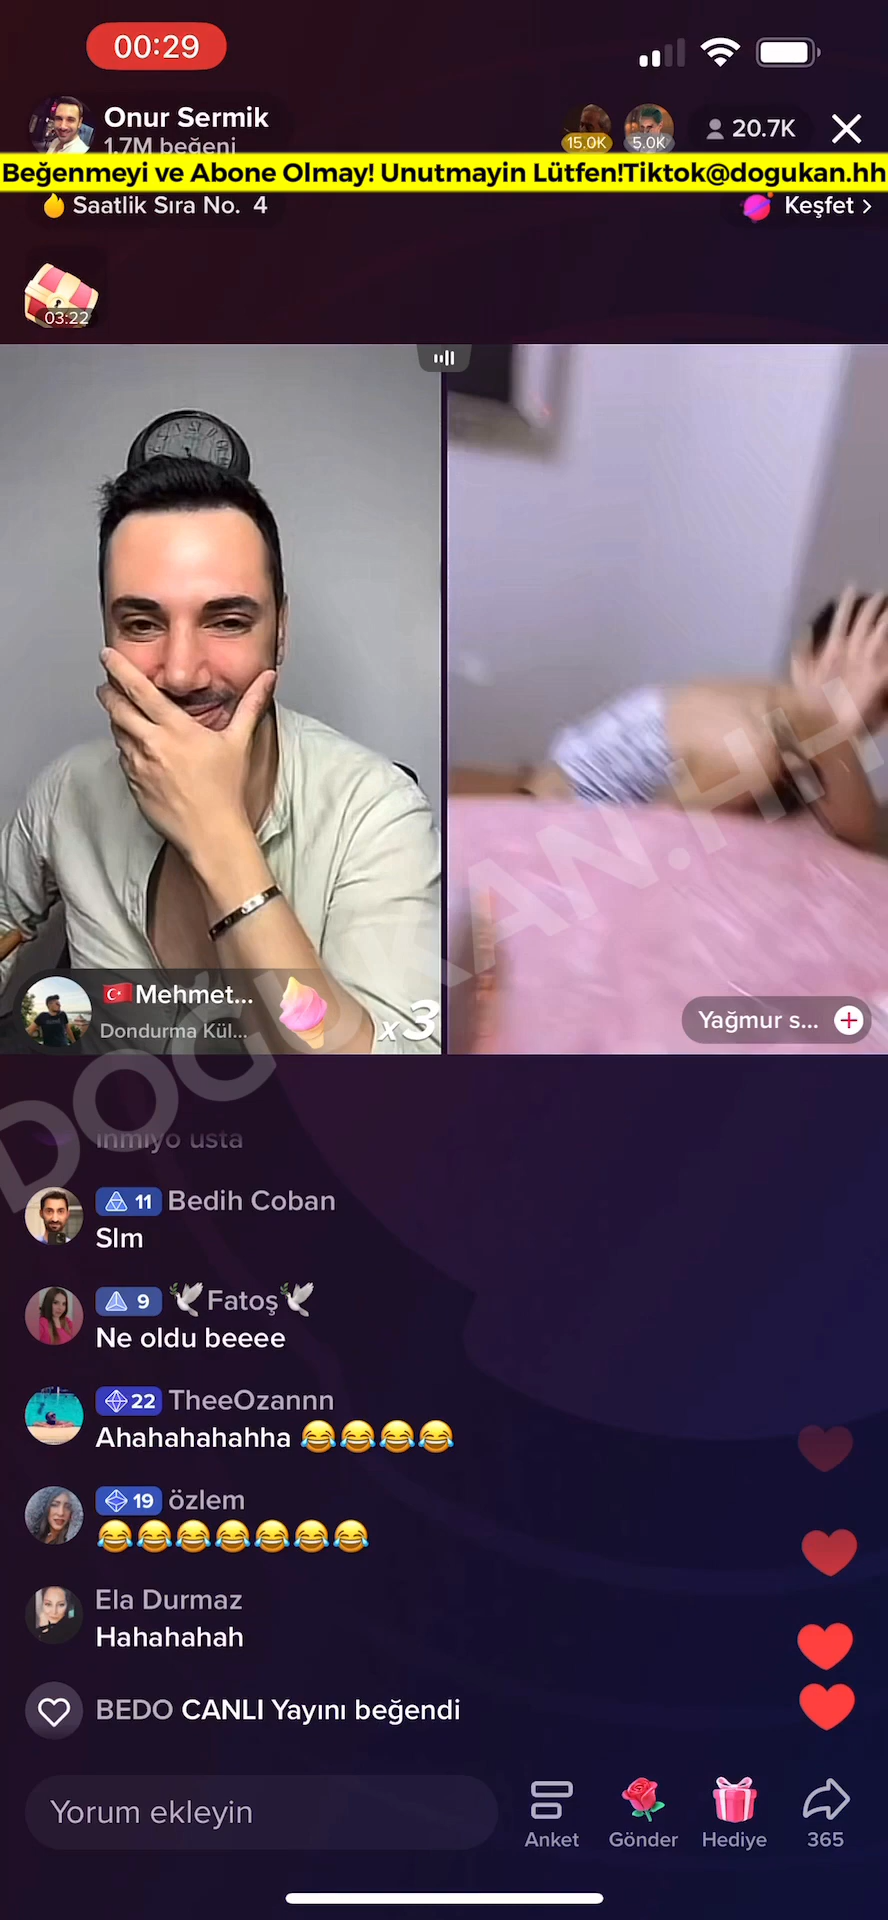 00:29
Onur Sermik
1.7M beğeni
15.0K
5.0K
20.7K
Beğenmeyi ve Abone Olmay! Unutmayin Lütfen!Tiktok@dogukan.hh
Saatlik Sıra No. 4
Keşfet >
03:22
Mehmet...
Dondurma Kül...
x3
Yağmur s...
DOGUKAN.HH
inmiyo usta
11 Bedih Coban
Slm
9 Fatoş
Ne oldu beeee
22 TheeOzannn
Ahahahahahha 😂😂😂😂
19 özlem
😂😂😂😂😂😂😂
Ela Durmaz
Hahahahah
BEDO CANLI Yayını beğendi
Yorum ekleyin
Anket
Gönder
Hediye
365